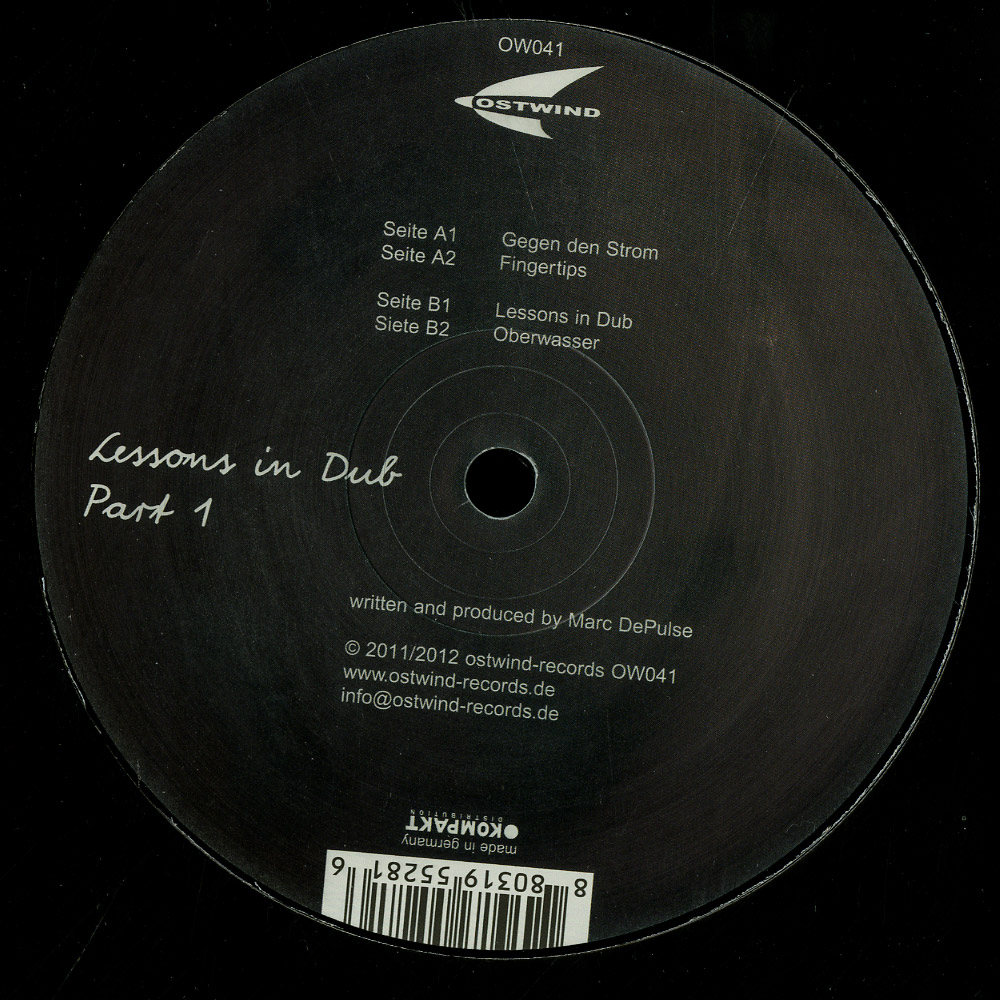 OW041
OSTWIND
Seite A1 Gegen den Strom
Seite A2 Fingertips
Seite B1 Lessons in Dub
Siete B2 Oberwasser
Lessons in Dub
Part 1
written and produced by Marc DePulse
© 2011/2012 ostwind-records OW041
www.ostwind-records.de
info@ostwind-records.de
made in germany
KOMPAKT
DISTRIBUTION
8 80319 55281 6